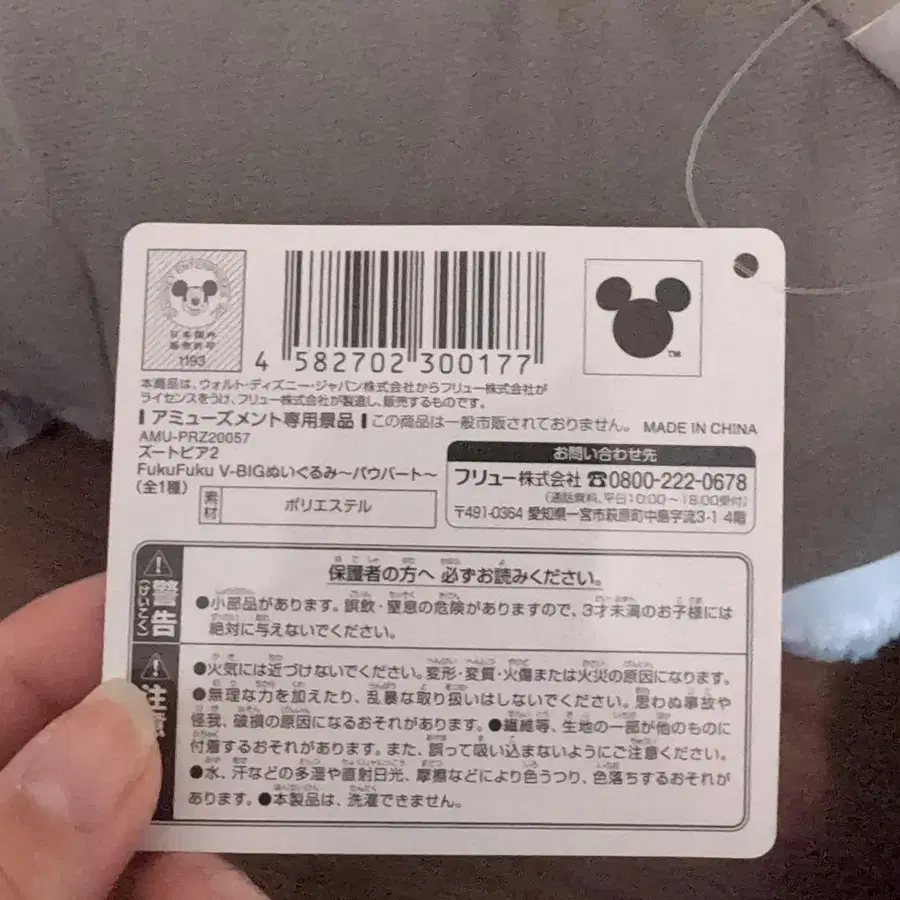 日本国内
販売許可
1193
4 582702 300177
TM
本商品は、ウォルト・ディズニー・ジャパン株式会社からフリュー株式会社が
ライセンスをうけ、フリュー株式会社が製造し、販売するものです。
アミューズメント専用景品 この商品は一般市販されておりません。 MADE IN CHINA
AMU-PRZ20057
ズートピア2
FukuFuku V-BIGぬいぐるみ～パウバート～
(全1種)
素材 ポリエステル
お問い合わせ先
フリュー株式会社 ☎0800-222-0678
(通話無料、平日10:00～18:00受付)
〒491-0364 愛知県一宮市萩原町中島字流3-1 4階
警告
(けいこく)
保護者の方へ 必ずお読みください。
●小部品があります。誤飲・窒息の危険がありますので、3才未満のお子様には
絶対に与えないでください。
注意
●火気には近づけないでください。変形・変質・火傷または火災の原因になります。
●無理な力を加えたり、乱暴な取り扱いはしないでください。思わぬ事故や
怪我、破損の原因になるおそれがあります。●繊維等、生地の一部が他のものに
付着するおそれがあります。また、誤って吸い込まないようにご注意ください。
●水、汗などの多湿や直射日光、摩擦などにより色うつり、色落ちするおそれが
あります。●本製品は、洗濯できません。